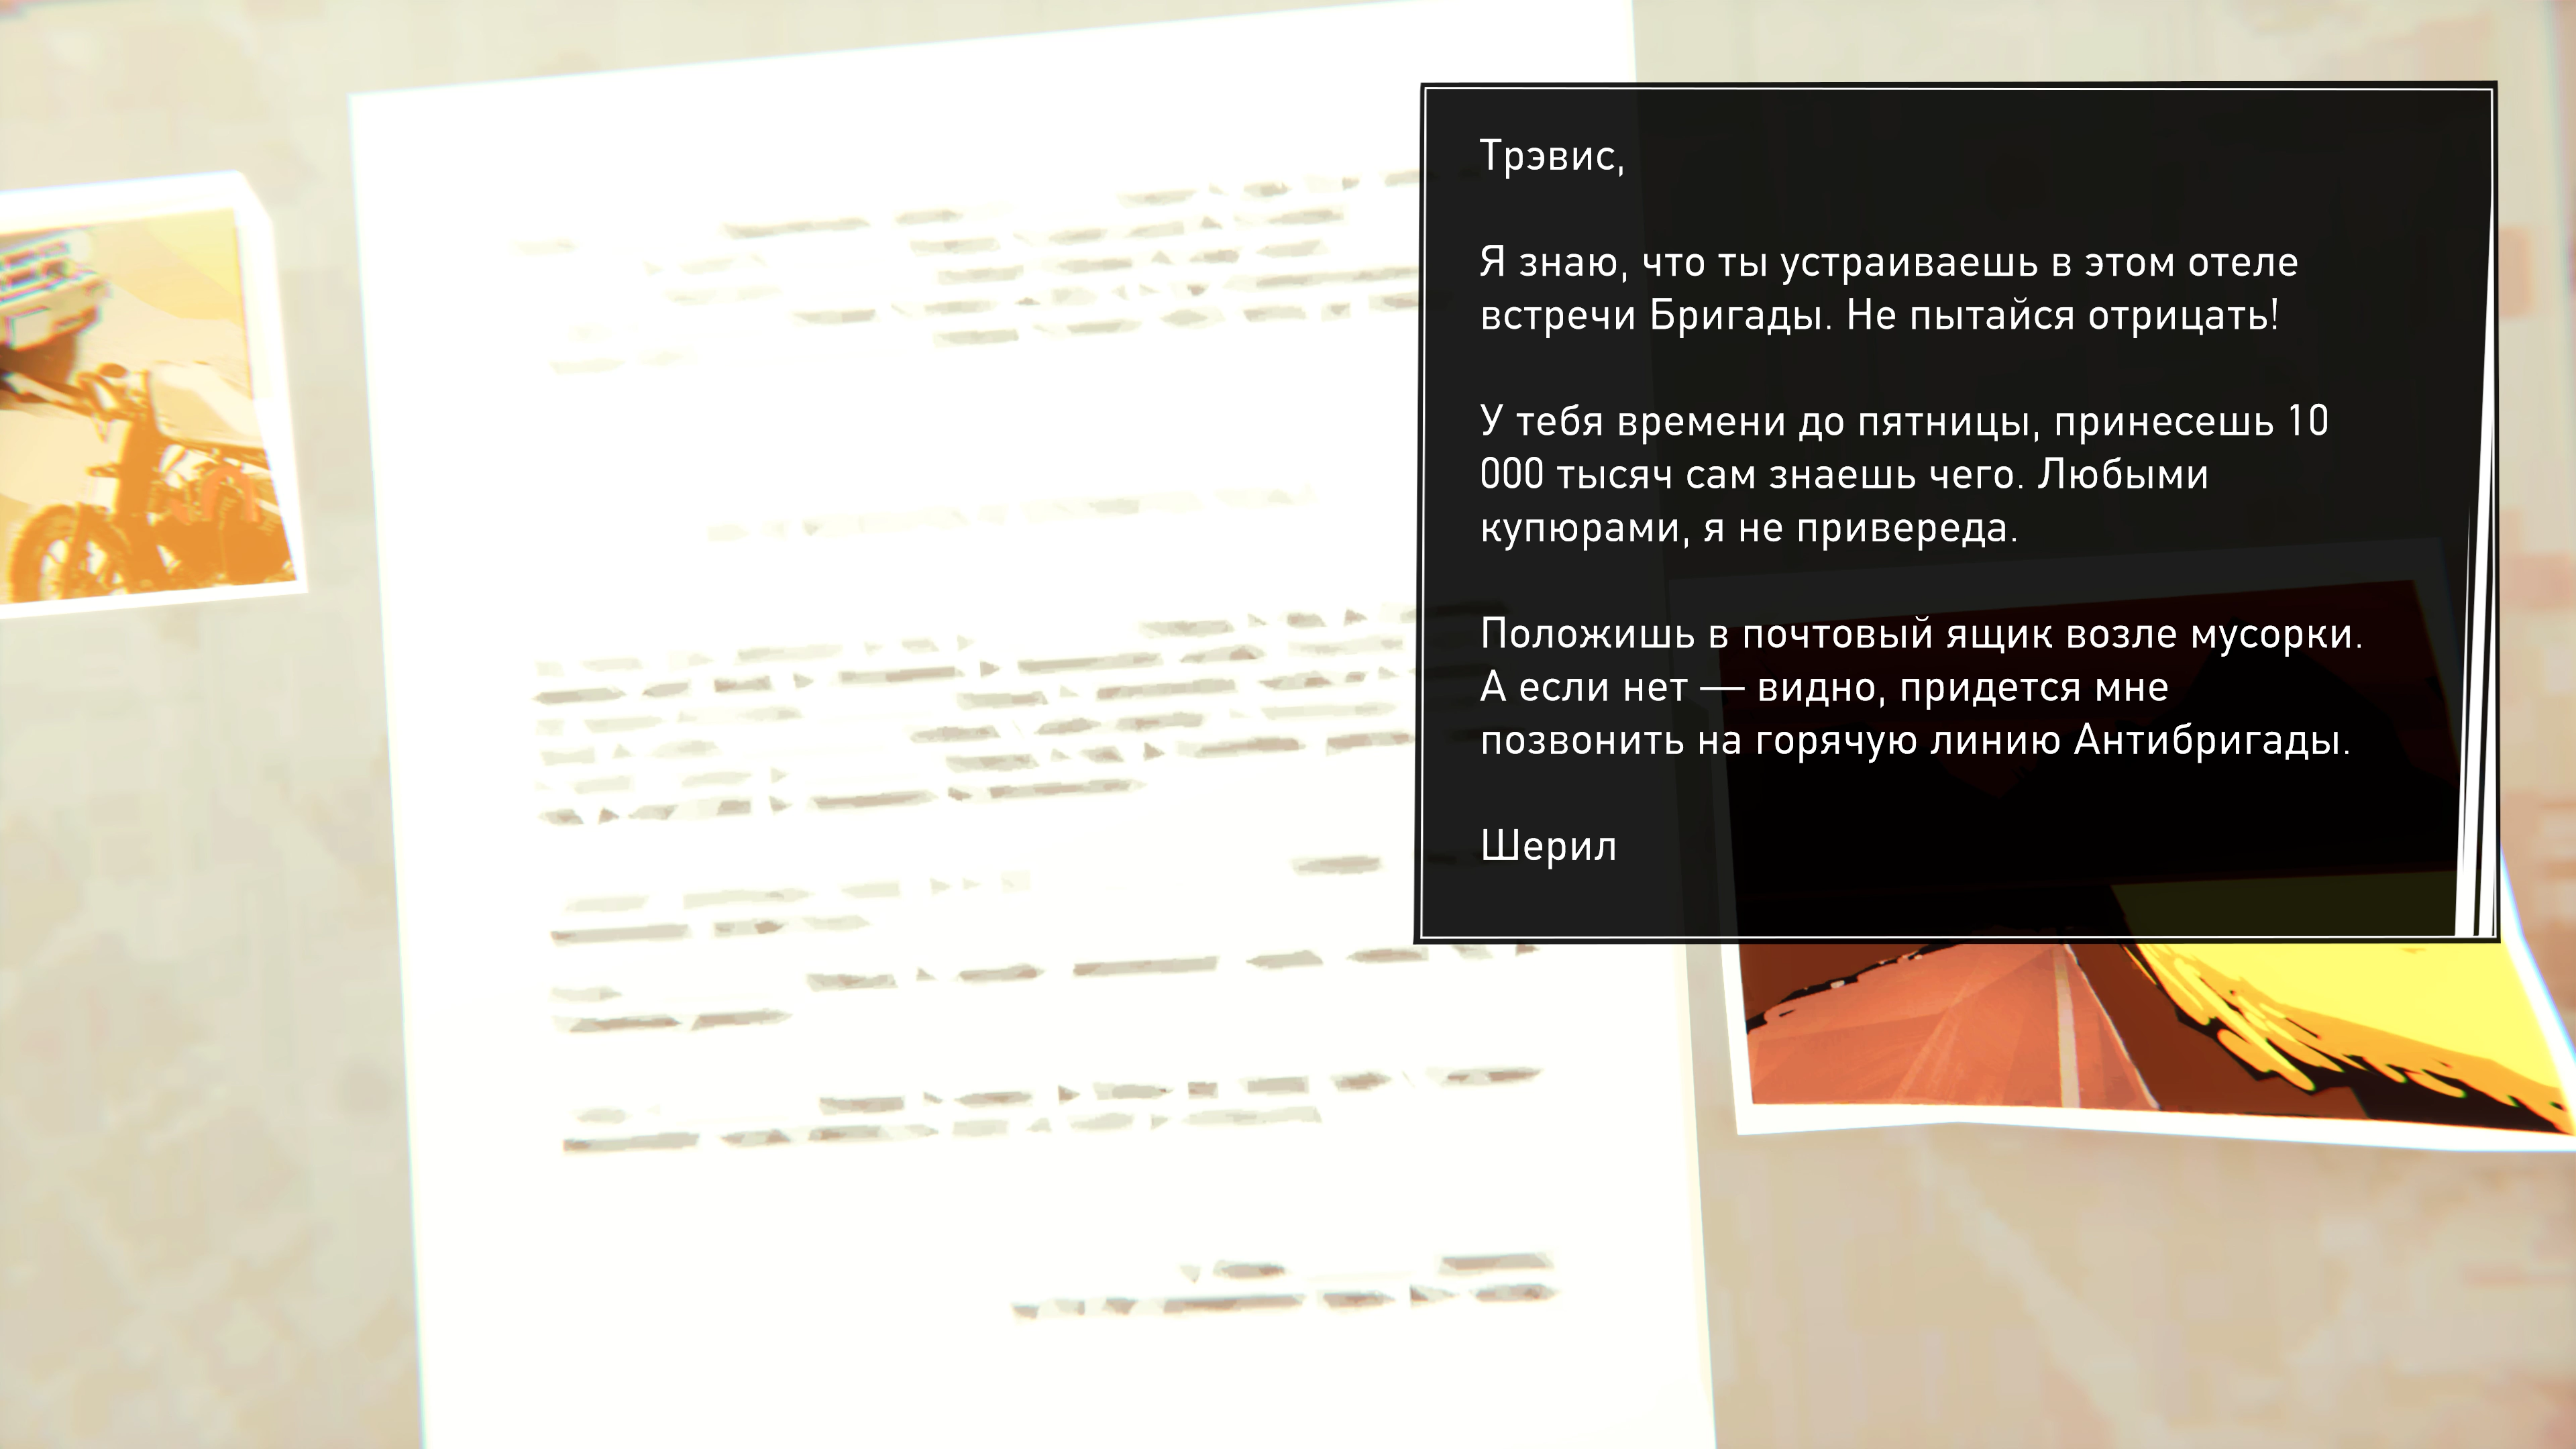 Трэвис,
Я знаю, что ты устраиваешь в этом отеле
встречи Бригады. Не пытайся отрицать!
У тебя времени до пятницы, принесешь 10
000 тысяч сам знаешь чего. Любыми
купюрами, я не привереда.
Положишь в почтовый ящик возле мусорки.
А если нет — видно, придется мне
позвонить на горячую линию Антибригады.
Шерил